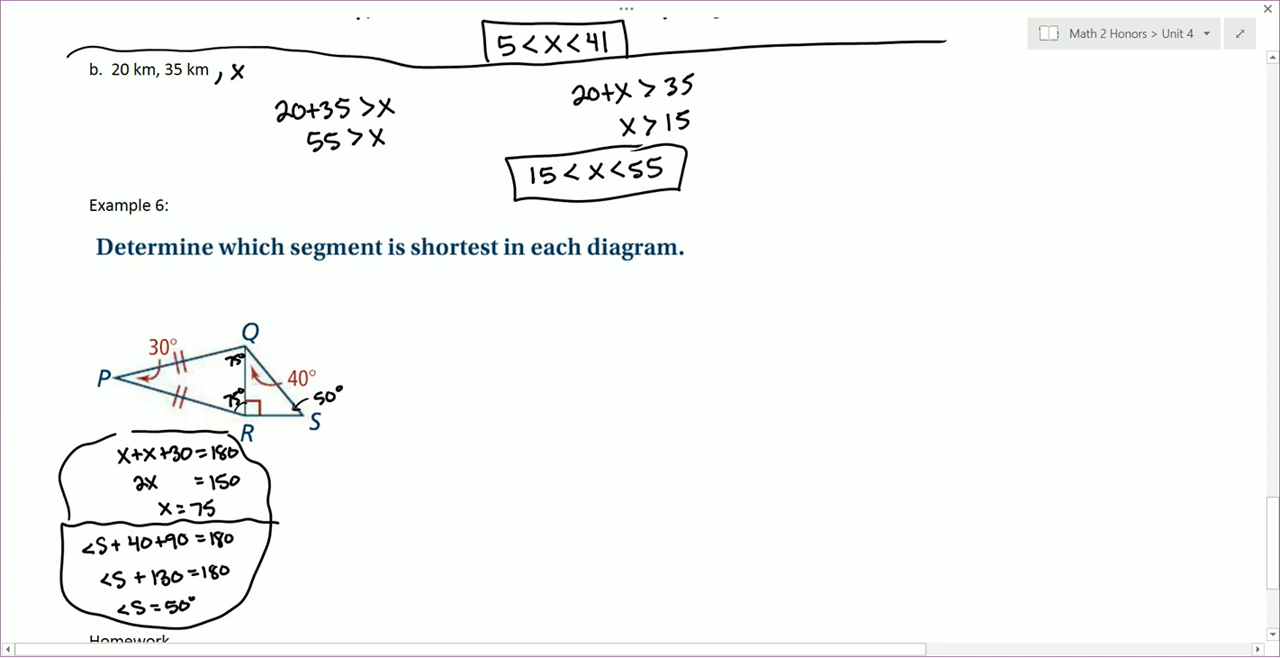 Math 2 Honors > Unit 4
5 < x < 41
b. 20 km, 35 km , x
20+35 > x
55 > x
20+x > 35
x > 15
15 < x < 55
Example 6:
Determine which segment is shortest in each diagram.
Q
30°
75°
P
40°
75°
50°
S
R
x+x+30=180
2x =150
x=75
<S+ 40+90=180
<S +130=180
<S=50°
Homework